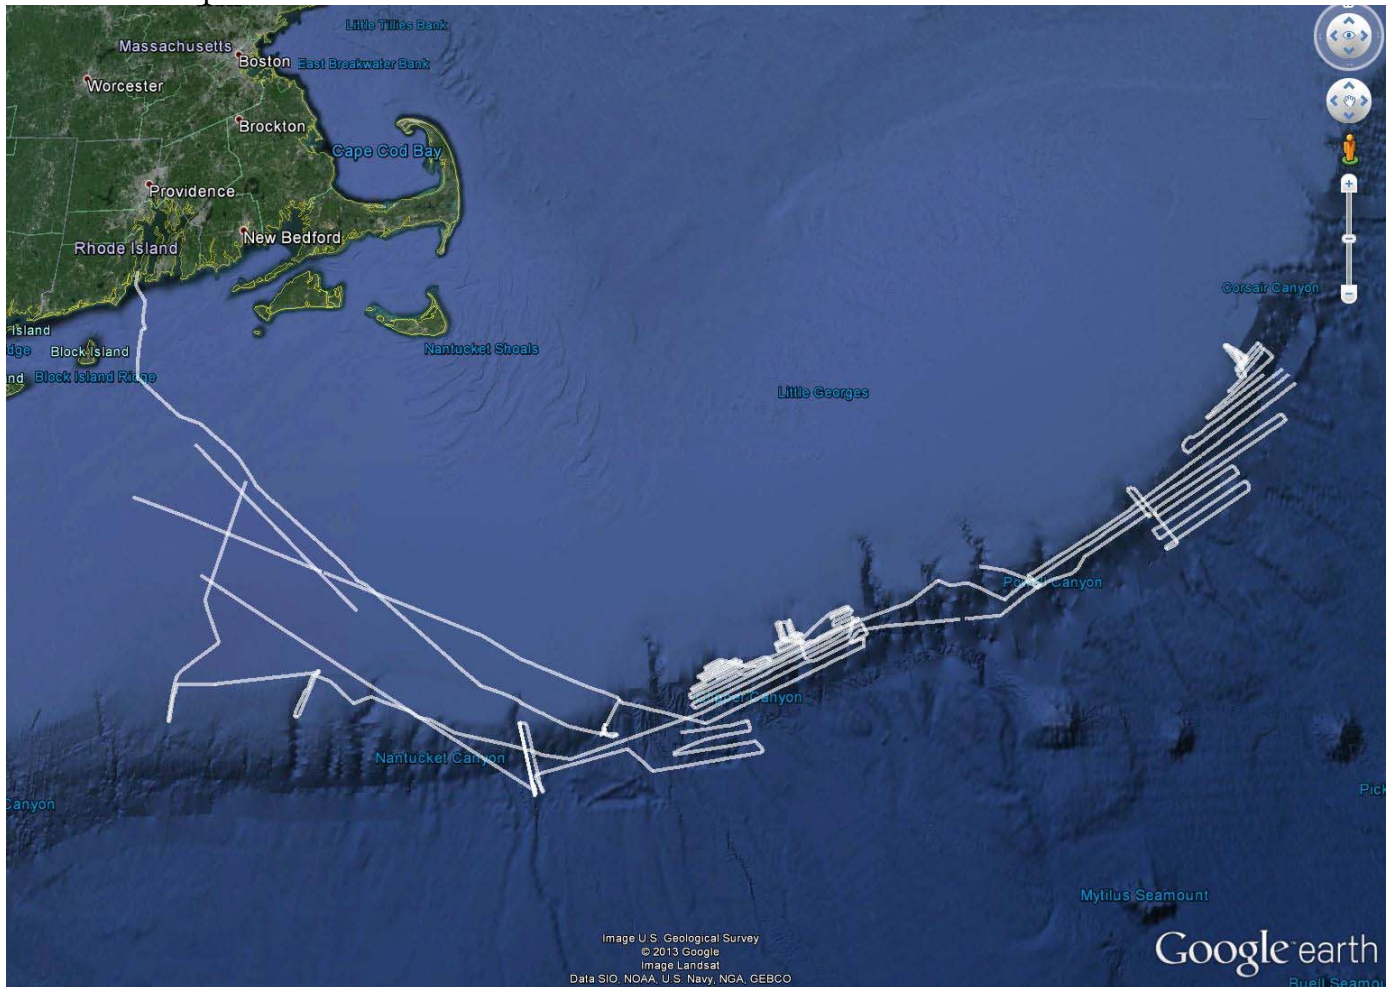 Little Tillies Bank
Massachusetts
Boston
East Breakwater Bank
Worcester
Brockton
Cape Cod Bay
Providence
New Bedford
Rhode Island
Corsair Canyon
Island
Block Island
Nantucket Shoals
Block Island Ridge
Little Georges
Canyon
Nantucket Canyon
Canyon
Canyon
Mytilus Seamount
Image U.S. Geological Survey
© 2013 Google
Image Landsat
Data SIO, NOAA, U.S. Navy, NGA, GEBCO
Google earth